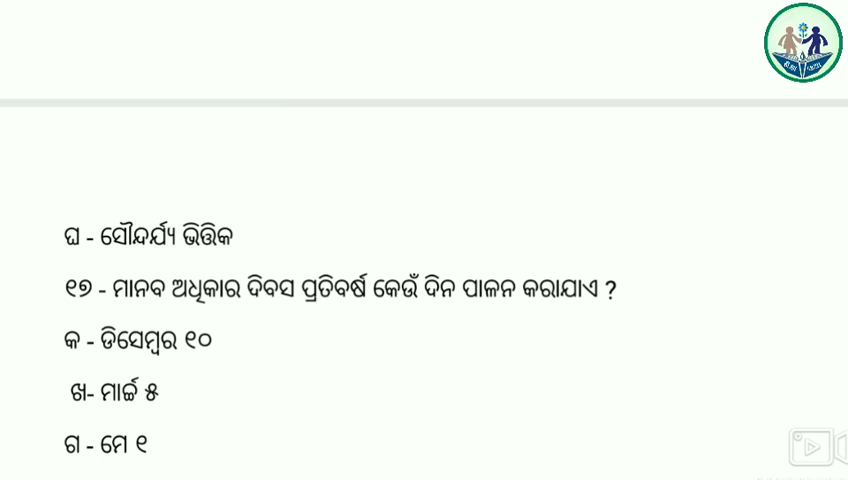 ଘ - ସୌନ୍ଦର୍ଯ୍ୟ ଭିତ୍ତିକ
୧୭ - ମାନବ ଅଧିକାର ଦିବସ ପ୍ରତିବର୍ଷ କେଉଁ ଦିନ ପାଳନ କରାଯାଏ ?
କ - ଡିସେମ୍ବର ୧୦
ଖ- ମାର୍ଚ୍ଚ ୫
ଗ - ମେ ୧